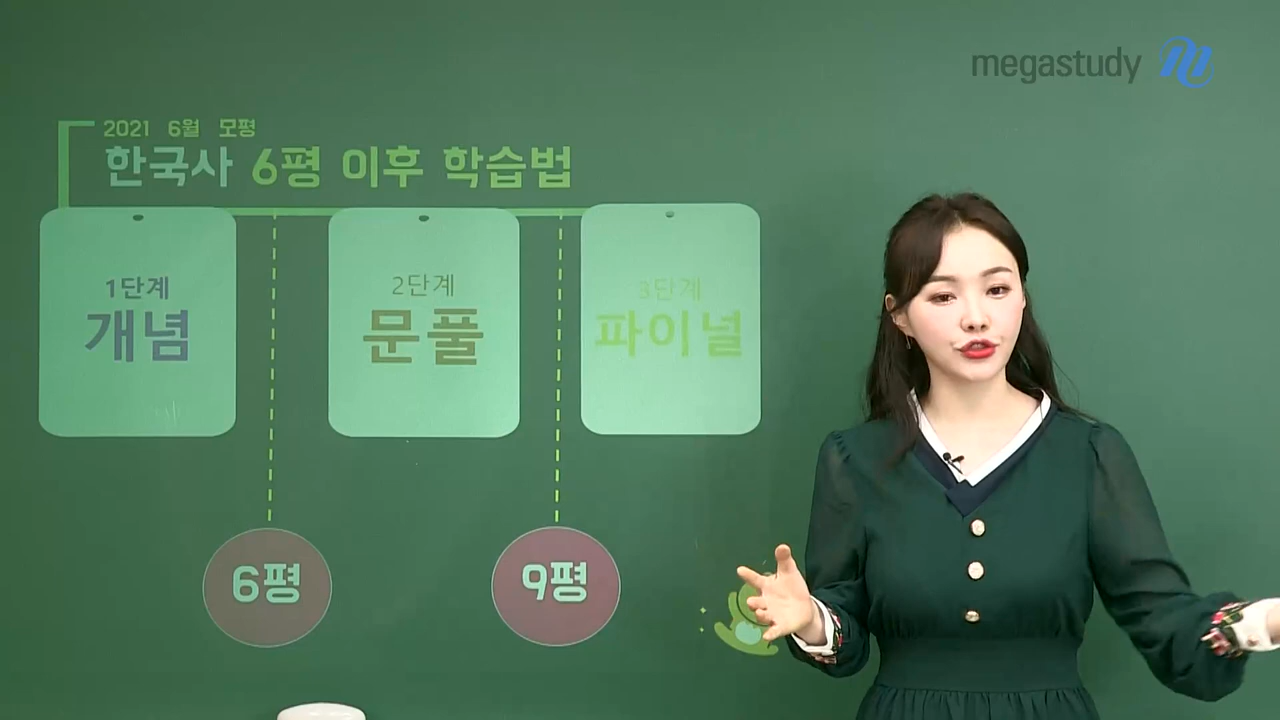 megastudy
2021 6월 모평
한국사 6평 이후 학습법
1단계
개념
2단계
문풀
3단계
파이널
6평
9평